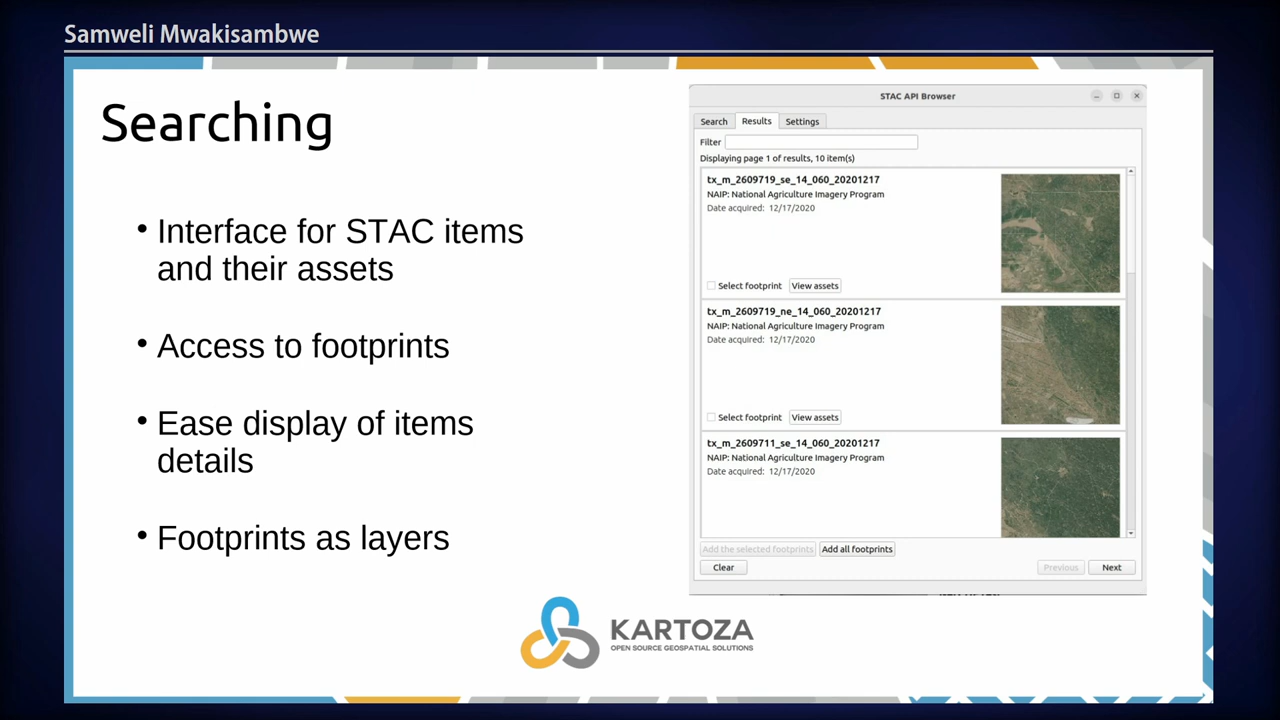 Samweli Mwakisambwe
Searching
• Interface for STAC items
and their assets
• Access to footprints
• Ease display of items
details
• Footprints as layers
STAC API Browser
Search Results Settings
Filter
Displaying page 1 of results, 10 item(s)
tx_m_2609719_se_14_060_20201217
NAIP: National Agriculture Imagery Program
Date acquired: 12/17/2020
Select footprint View assets
tx_m_2609719_ne_14_060_20201217
NAIP: National Agriculture Imagery Program
Date acquired: 12/17/2020
Select footprint View assets
tx_m_2609711_se_14_060_20201217
NAIP: National Agriculture Imagery Program
Date acquired: 12/17/2020
Add the selected footprints Add all footprints
Clear Previous Next
KARTOZA
OPEN SOURCE GEOSPATIAL SOLUTIONS